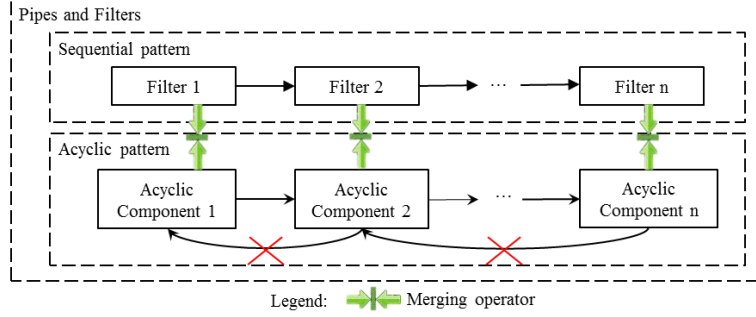 Pipes and Filters
Sequential pattern
Filter 1
Filter 2
...
Filter n
Acyclic pattern
Acyclic
Component 1
Acyclic
Component 2
...
Acyclic
Component n
Legend:
Merging operator